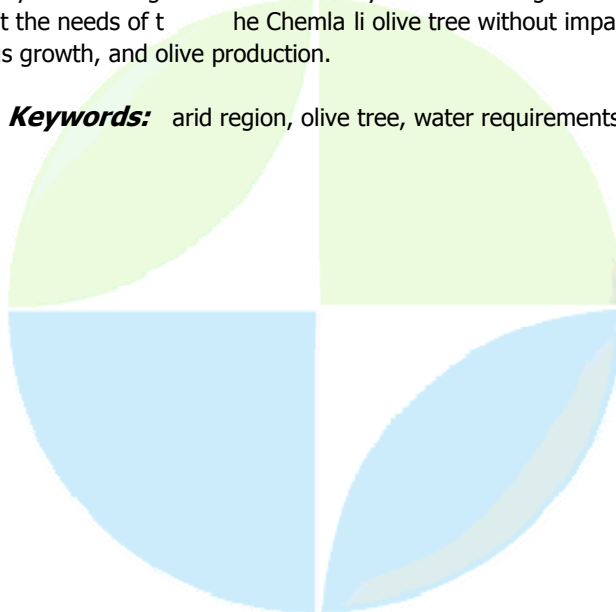 t the needs of t he Chemla li olive tree without impa
s growth, and olive production.
Keywords: arid region, olive tree, water requirements